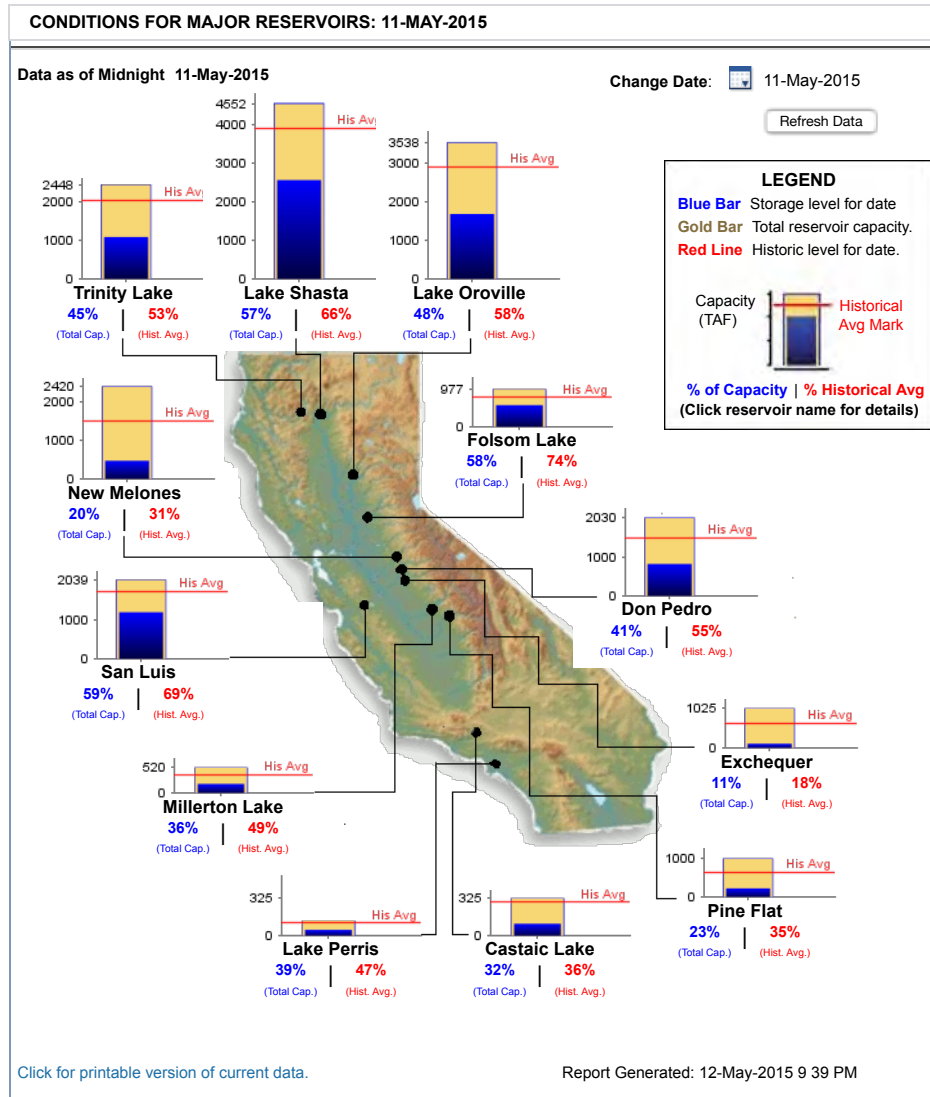 CONDITIONS FOR MAJOR RESERVOIRS: 11-MAY-2015
Data as of Midnight 11-May-2015
Change Date: 11-May-2015
Refresh Data
LEGEND
Blue Bar Storage level for date
Gold Bar Total reservoir capacity.
Red Line Historic level for date.
Capacity
(TAF)
Historical
Avg Mark
% of Capacity | % Historical Avg
(Click reservoir name for details)
2448
2000
1000
0
His Avg
Trinity Lake
45% | 53%
(Total Cap.) (Hist. Avg.)
4552
4000
3000
2000
1000
0
His Avg
Lake Shasta
57% | 66%
(Total Cap.) (Hist. Avg.)
3538
3000
2000
1000
0
His Avg
Lake Oroville
48% | 58%
(Total Cap.) (Hist. Avg.)
2420
2000
1000
0
His Avg
New Melones
20% | 31%
(Total Cap.) (Hist. Avg.)
977
0
His Avg
Folsom Lake
58% | 74%
(Total Cap.) (Hist. Avg.)
2030
1000
0
His Avg
Don Pedro
41% | 55%
(Total Cap.) (Hist. Avg.)
2039
1000
0
His Avg
San Luis
59% | 69%
(Total Cap.) (Hist. Avg.)
1025
0
His Avg
Exchequer
11% | 18%
(Total Cap.) (Hist. Avg.)
520
0
His Avg
Millerton Lake
36% | 49%
(Total Cap.) (Hist. Avg.)
1000
0
His Avg
Pine Flat
23% | 35%
(Total Cap.) (Hist. Avg.)
325
0
His Avg
Lake Perris
39% | 47%
(Total Cap.) (Hist. Avg.)
325
0
His Avg
Castaic Lake
32% | 36%
(Total Cap.) (Hist. Avg.)
Click for printable version of current data.
Report Generated: 12-May-2015 9 39 PM